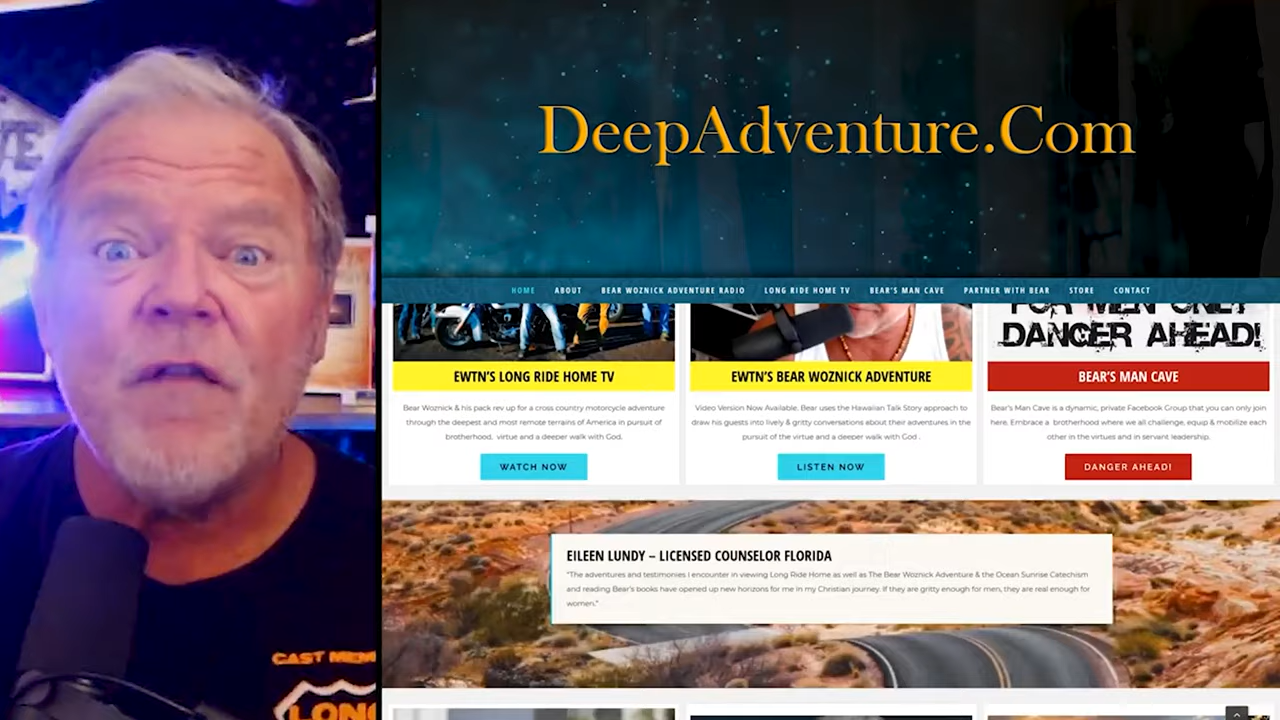 DeepAdventure.Com
HOME ABOUT BEAR WOZNICK ADVENTURE RADIO LONG RIDE HOME TV BEAR'S MAN CAVE PARTNER WITH BEAR STORE CONTACT
FOR MEN ONLY
DANGER AHEAD!
EWTN'S LONG RIDE HOME TV
Bear Woznick & his pack rev up for a cross country motorcycle adventure
through the deepest and most remote terrains of America in pursuit of
brotherhood, virtue and a deeper walk with God.
WATCH NOW
EWTN'S BEAR WOZNICK ADVENTURE
Video Version Now Available. Bear uses the Hawaiian Talk Story approach to
draw his guests into lively & gritty conversations about their adventures in the
pursuit of the virtue and a deeper walk with God .
LISTEN NOW
BEAR'S MAN CAVE
Bear's Man Cave is a dynamic, private Facebook Group that you can only join
here. Embrace a brotherhood where we all challenge, equip & mobilize each
other in the virtues and in servant leadership.
DANGER AHEAD!
EILEEN LUNDY – LICENSED COUNSELOR FLORIDA
"The adventures and testimonies I encounter in viewing Long Ride Home as well as The Bear Woznick Adventure & the Ocean Sunrise Catechism
and reading Bear's books have opened up new horizons for me in my Christian journey. If they are gritty enough for men, they are real enough for
women."
CAST MEM
LONG